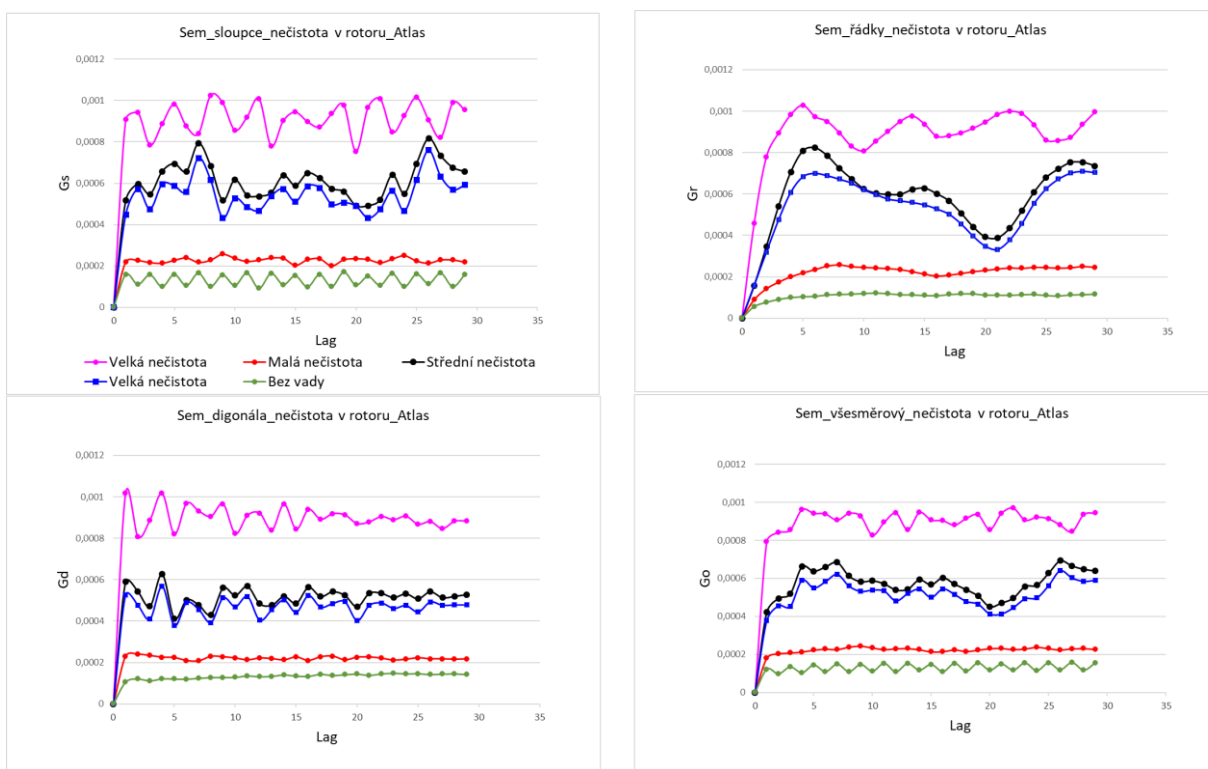 Sem_sloupce_nečistota v rotoru_Atlas
0,0012
0,001
0,0008
0,0006
0,0004
0,0002
0
Gs
0 5 10 15 20 25 30 35
Lag
Velká nečistota Malá nečistota Střední nečistota
Velká nečistota Bez vady
Sem_řádky_nečistota v rotoru_Atlas
0,0012
0,001
0,0008
0,0006
0,0004
0,0002
0
Gr
0 5 10 15 20 25 30 35
Lag
Sem_digonála_nečistota v rotoru_Atlas
0,0012
0,001
0,0008
0,0006
0,0004
0,0002
0
Gd
0 5 10 15 20 25 30 35
Lag
Sem_všesměrový_nečistota v rotoru_Atlas
0,0012
0,001
0,0008
0,0006
0,0004
0,0002
0
Go
0 5 10 15 20 25 30 35
Lag